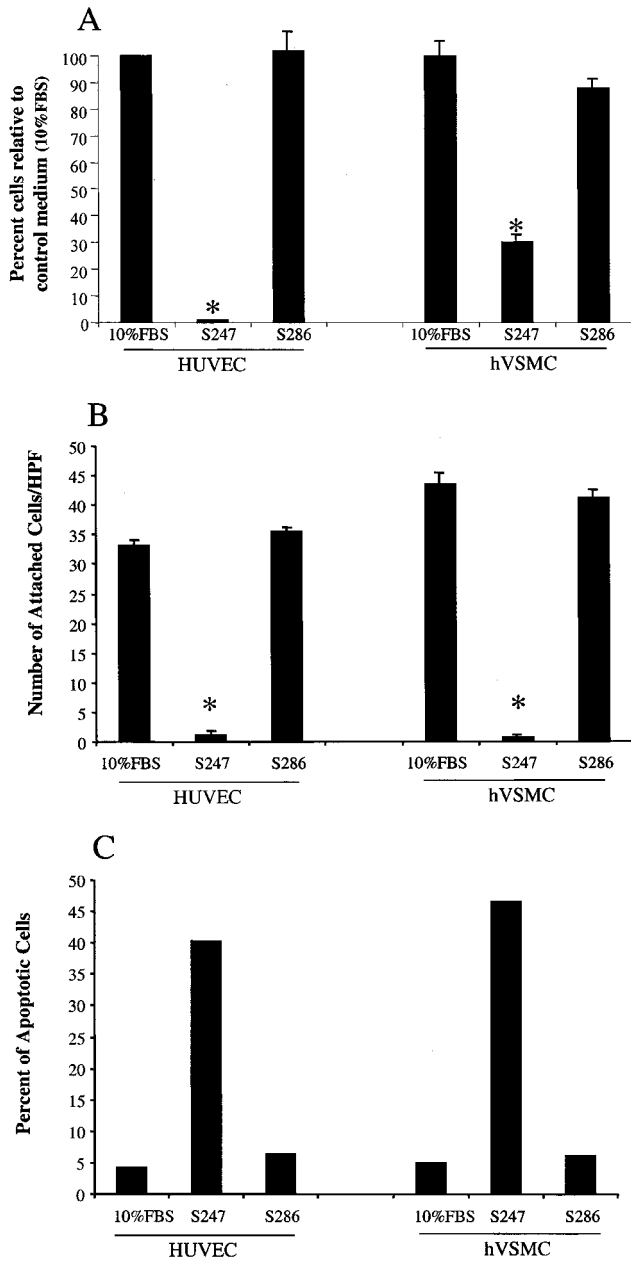 A
Percent cells relative to
control medium (10%FBS)
100
90
80
70
60
50
40
30
20
10
0
*
*
10%FBS S247 S286 10%FBS S247 S286
HUVEC hVSMC
B
Number of Attached Cells/HPF
50
45
40
35
30
25
20
15
10
5
0
*
*
10%FBS S247 S286 10%FBS S247 S286
HUVEC hVSMC
C
Percent of Apoptotic Cells
50
45
40
35
30
25
20
15
10
5
0
10%FBS S247 S286 10%FBS S247 S286
HUVEC hVSMC